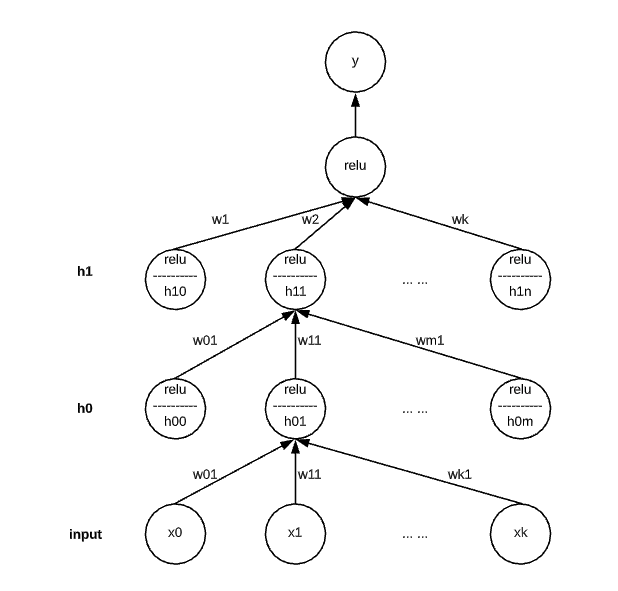 y
relu
w1 w2 wk
h1
relu relu relu
---------- ---------- ----------
h10 h11 ... ... h1n
w01 w11 wm1
h0
relu relu relu
---------- ---------- ----------
h00 h01 ... ... h0m
w01 w11 wk1
input x0 x1 ... ... xk